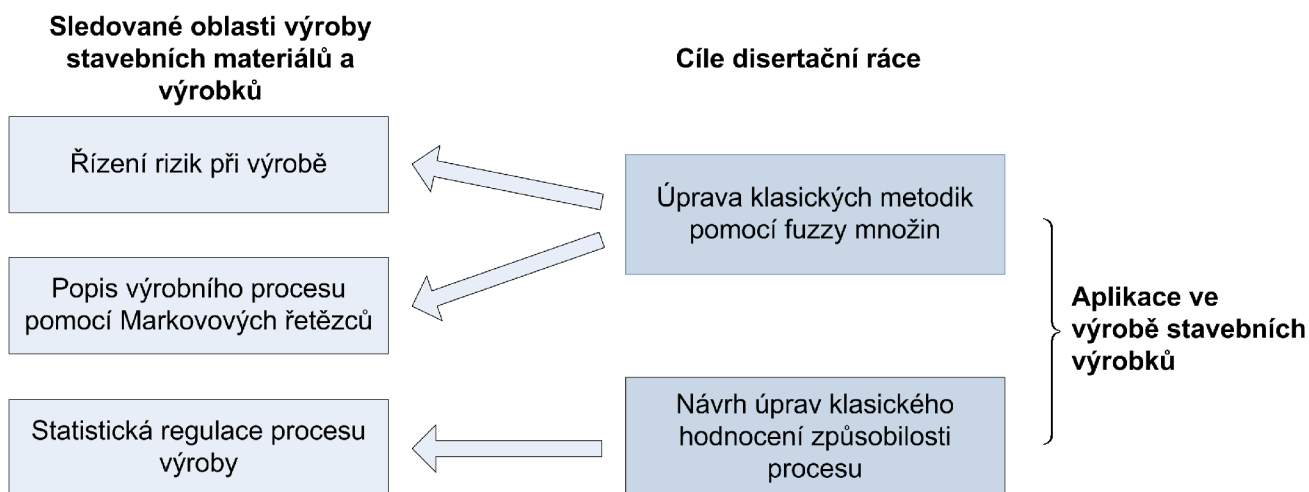 Sledované oblasti výroby
stavebních materiálů a
výrobků
Cíle disertační ráce
Řízení rizik při výrobě
Úprava klasických metodik
pomocí fuzzy množin
Popis výrobního procesu
pomocí Markovových řetězců
Aplikace ve
výrobě stavebních
výrobků
Statistická regulace procesu
výroby
Návrh úprav klasického
hodnocení způsobilosti
procesu